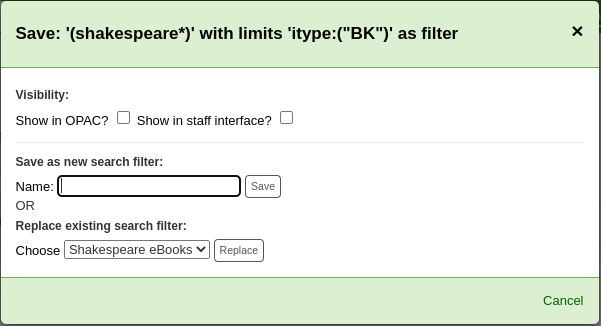 Save: '(shakespeare*)' with limits 'itype:("BK")' as filter ×
Visibility:
Show in OPAC? Show in staff interface?
Save as new search filter:
Name: Save
OR
Replace existing search filter:
Choose Shakespeare eBooks Replace
Cancel